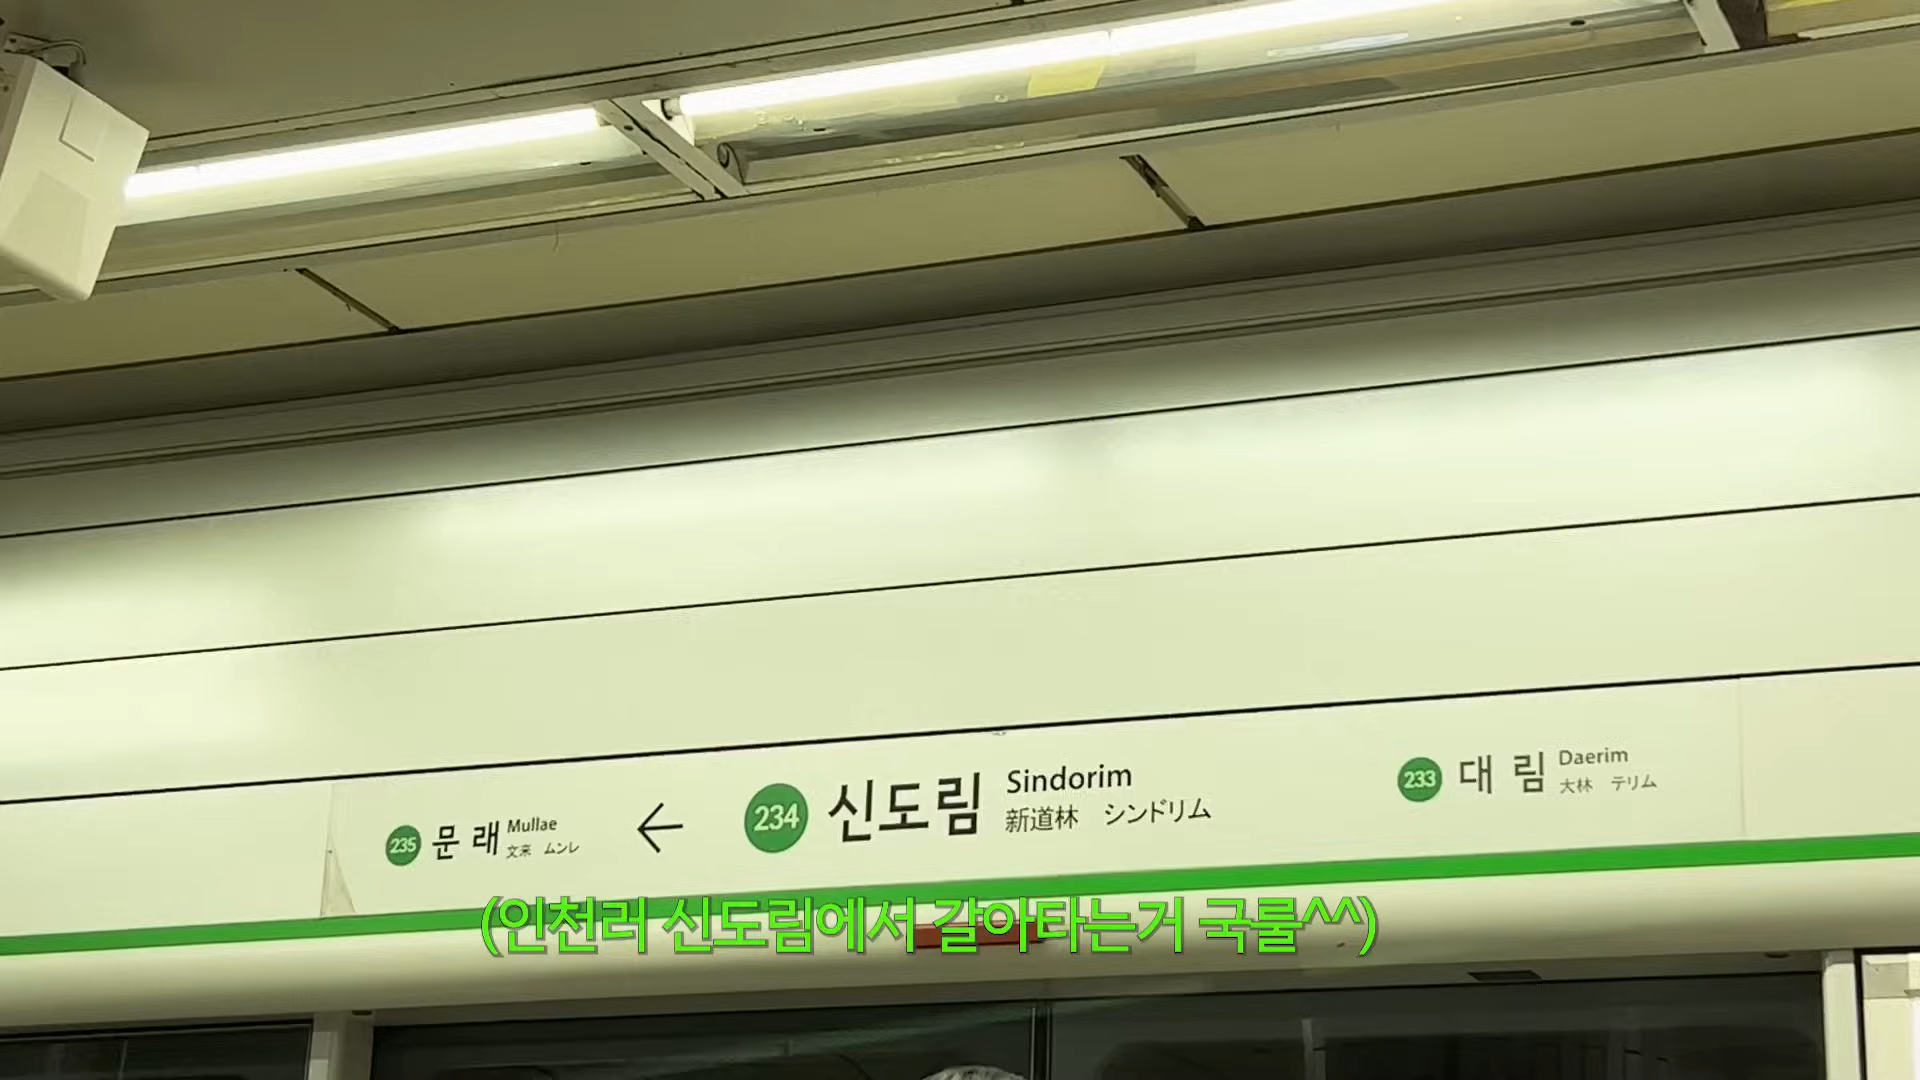 235 문 래 Mullae
文来 ムンレ
←
234 신도림 Sindorim
新道林 シンドリム
233 대 림 Daerim
大林 テリム
(인천러 신도림에서 갈아타는거 국룰^^)